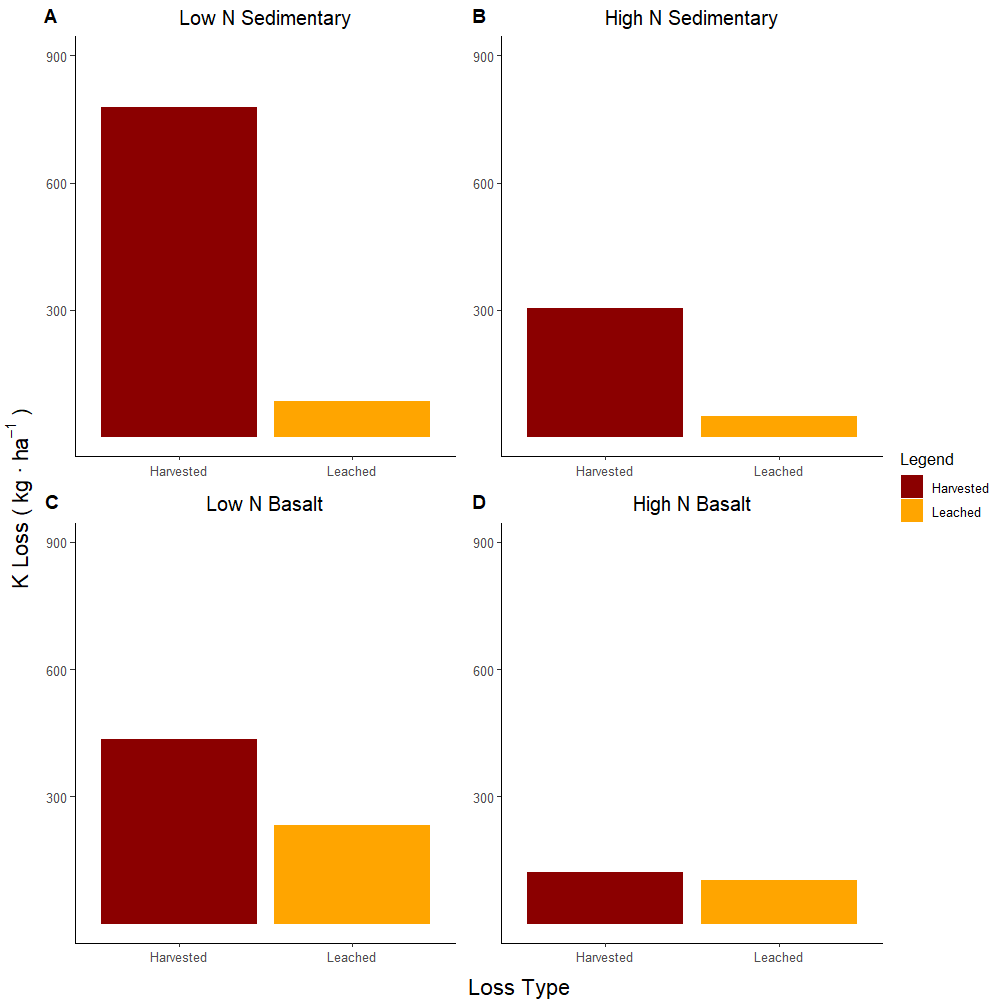 A Low N Sedimentary
B High N Sedimentary
900
600
300
Harvested Leached
900
600
300
Harvested Leached
C Low N Basalt
D High N Basalt
900
600
300
Harvested Leached
900
600
300
Harvested Leached
K Loss ( kg · ha⁻¹ )
Loss Type
Legend
Harvested
Leached